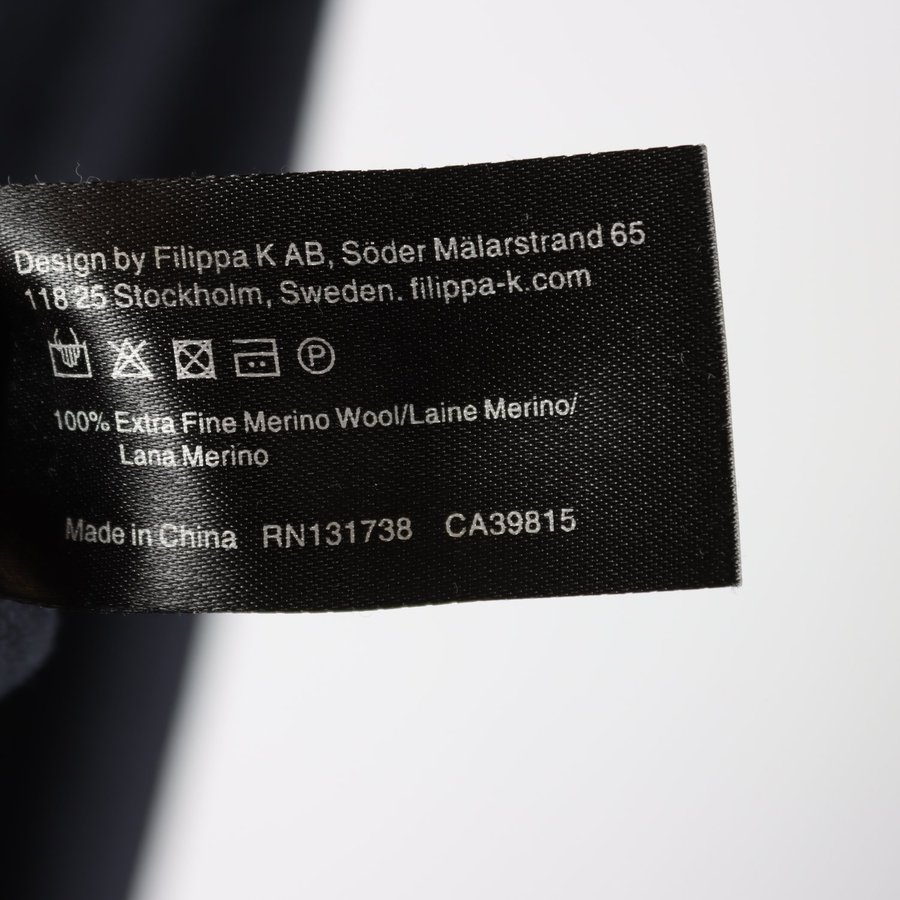 Design by Filippa K AB, Söder Mälarstrand 65
118 25 Stockholm, Sweden. filippa-k.com
P
100% Extra Fine Merino Wool/Laine Merino/
Lana Merino
Made in China RN131738 CA39815